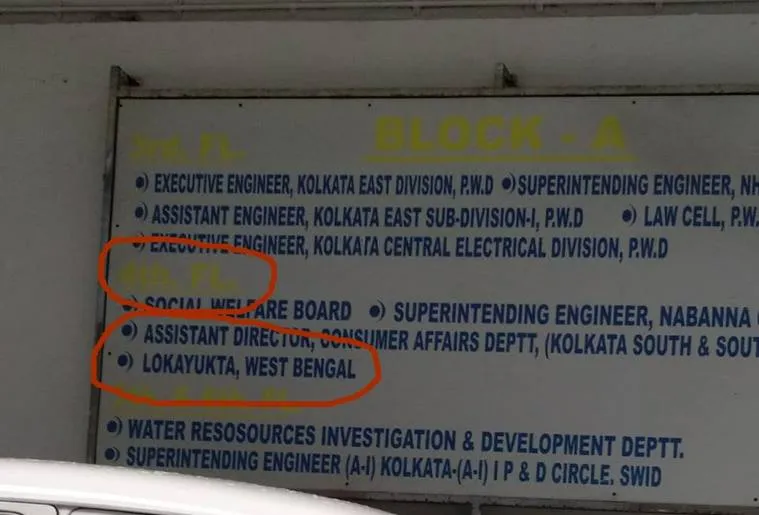 BLOCK - A
3rd. FL.
EXECUTIVE ENGINEER, KOLKATA EAST DIVISION, P.W.D SUPERINTENDING ENGINEER, NH
ASSISTANT ENGINEER, KOLKATA EAST SUB-DIVISION-I, P.W.D LAW CELL, P.W.
EXECUTIVE ENGINEER, KOLKATA CENTRAL ELECTRICAL DIVISION, P.W.D
4th. FL.
SOCIAL WELFARE BOARD SUPERINTENDING ENGINEER, NABANNA
ASSISTANT DIRECTOR, CONSUMER AFFAIRS DEPTT, (KOLKATA SOUTH & SOUT
LOKAYUKTA, WEST BENGAL
& FL.
WATER RESOSOURCES INVESTIGATION & DEVELOPMENT DEPTT.
SUPERINTENDING ENGINEER (A-I) KOLKATA-(A-I) I P & D CIRCLE. SWID